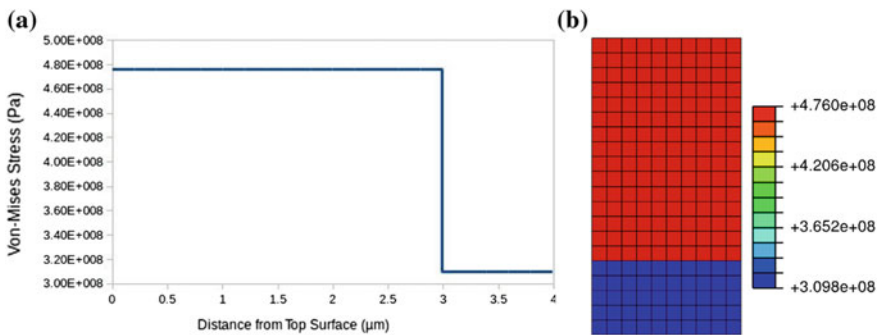 (a)
Von-Mises Stress (Pa)
5.00E+008
4.80E+008
4.60E+008
4.40E+008
4.20E+008
4.00E+008
3.80E+008
3.60E+008
3.40E+008
3.20E+008
3.00E+008
0 0.5 1 1.5 2 2.5 3 3.5 4
Distance from Top Surface (µm)
(b)
+4.760e+08
+4.206e+08
+3.652e+08
+3.098e+08